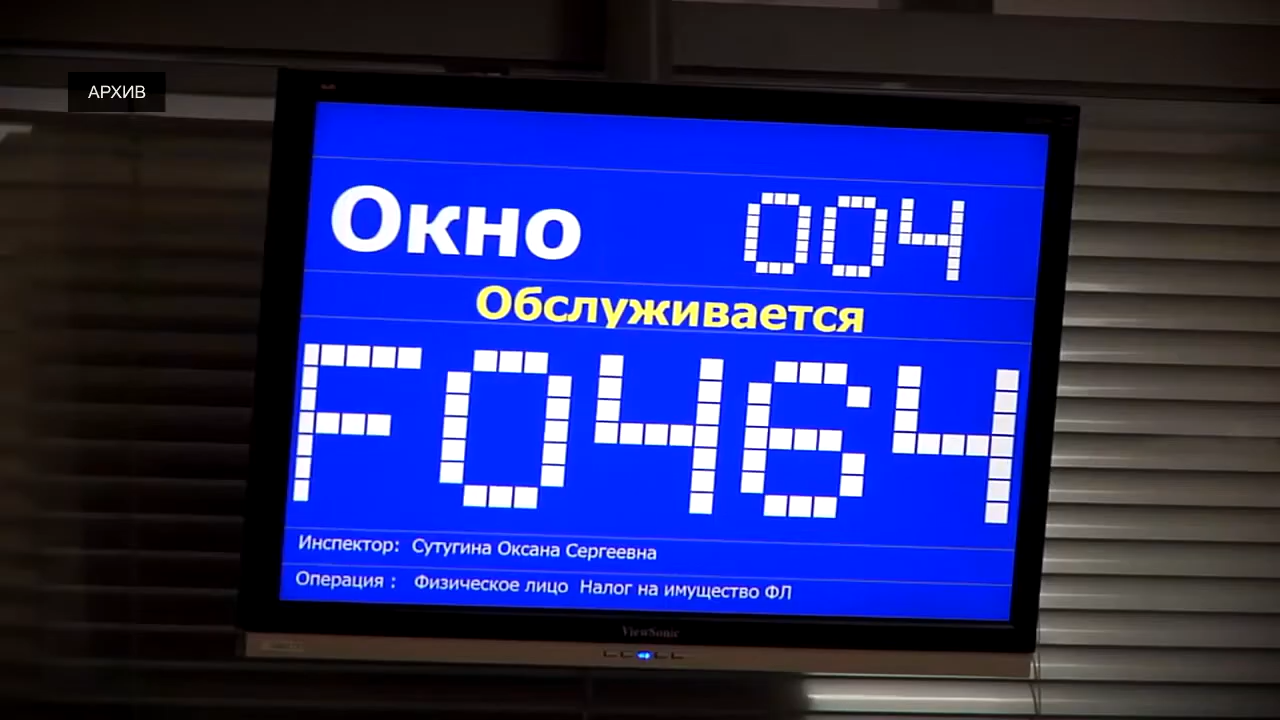 АРХИВ
Окно 004
Обслуживается
F0464
Инспектор: Сутугина Оксана Сергеевна
Операция : Физическое лицо Налог на имущество ФЛ
ViewSonic